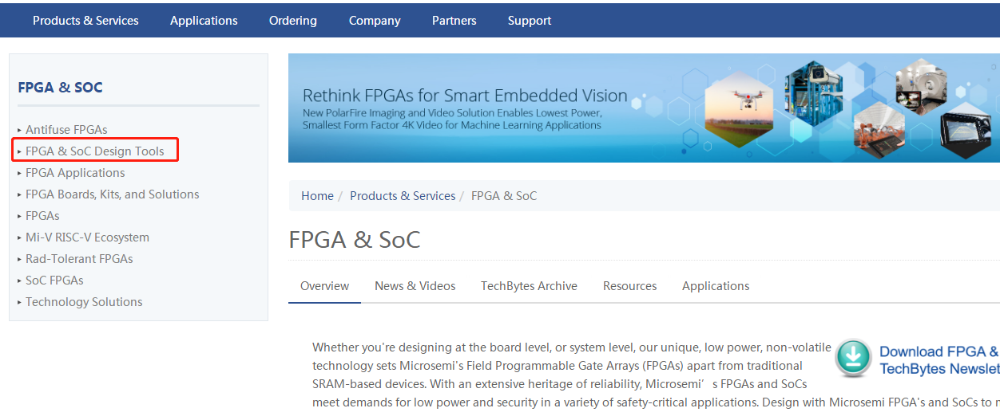 Products & Services Applications Ordering Company Partners Support
FPGA & SOC
Antifuse FPGAs
FPGA & SoC Design Tools
FPGA Applications
FPGA Boards, Kits, and Solutions
FPGAs
Mi-V RISC-V Ecosystem
Rad-Tolerant FPGAs
SoC FPGAs
Technology Solutions
Rethink FPGAs for Smart Embedded Vision
New PolarFire Imaging and Video Solution Enables Lowest Power,
Smallest Form Factor 4K Video for Machine Learning Applications
Home / Products & Services / FPGA & SoC
FPGA & SoC
Overview News & Videos TechBytes Archive Resources Applications
Whether you're designing at the board level, or system level, our unique, low power, non-volatile
technology sets Microsemi's Field Programmable Gate Arrays (FPGAs) apart from traditional
SRAM-based devices. With an extensive heritage of reliability, Microsemi’s FPGAs and SoCs
meet demands for low power and security in a variety of safety-critical applications. Design with Microsemi FPGA's and SoCs to
Download FPGA &
TechBytes Newslet